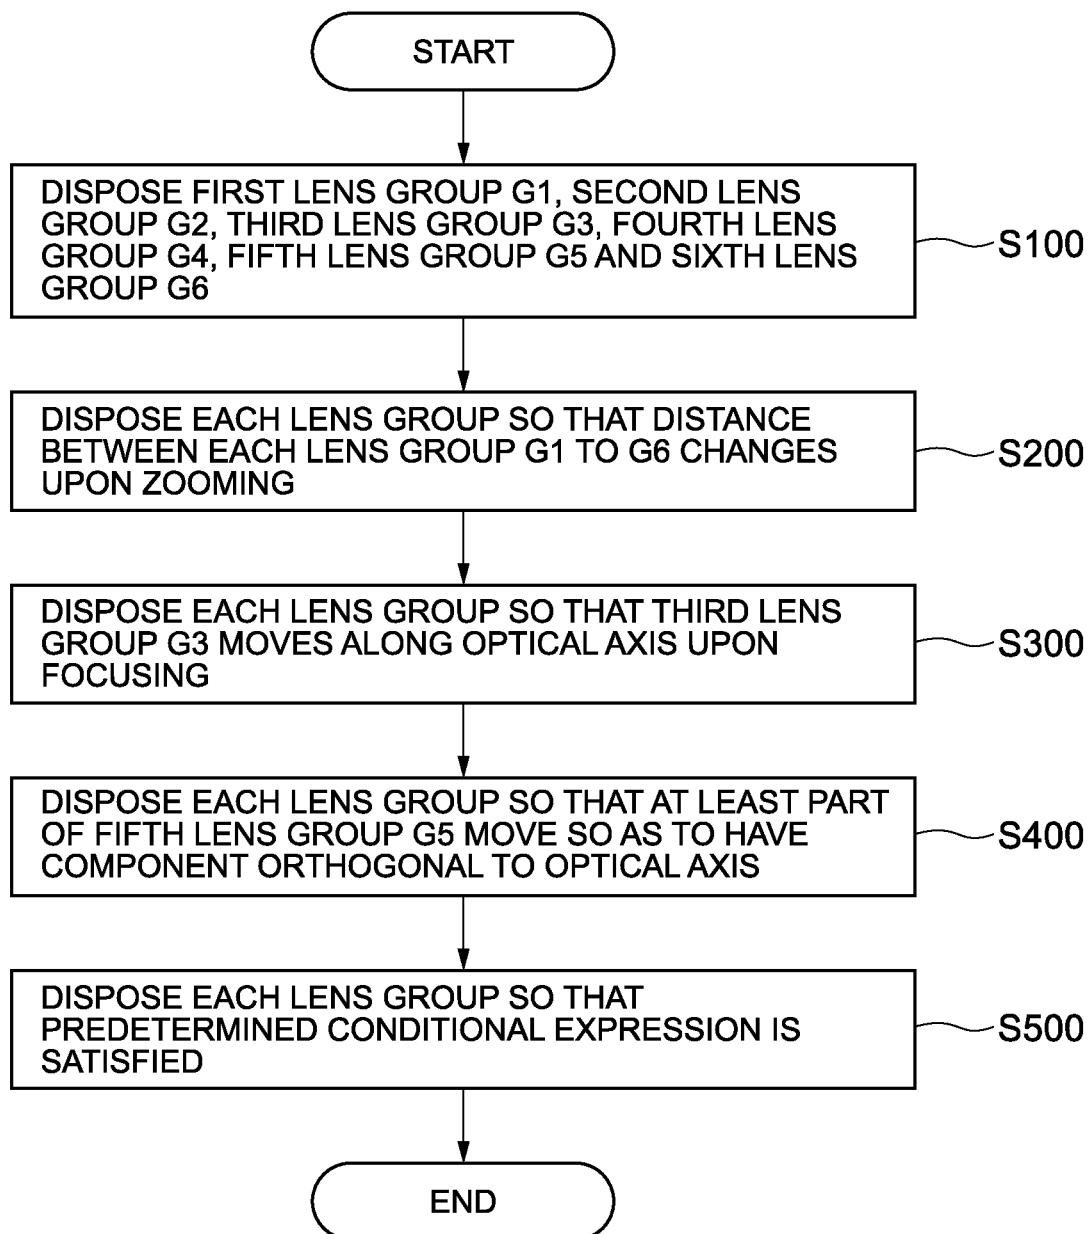 START
DISPOSE FIRST LENS GROUP G1, SECOND LENS
GROUP G2, THIRD LENS GROUP G3, FOURTH LENS
GROUP G4, FIFTH LENS GROUP G5 AND SIXTH LENS
GROUP G6
S100
DISPOSE EACH LENS GROUP SO THAT DISTANCE
BETWEEN EACH LENS GROUP G1 TO G6 CHANGES
UPON ZOOMING
S200
DISPOSE EACH LENS GROUP SO THAT THIRD LENS
GROUP G3 MOVES ALONG OPTICAL AXIS UPON
FOCUSING
S300
DISPOSE EACH LENS GROUP SO THAT AT LEAST PART
OF FIFTH LENS GROUP G5 MOVE SO AS TO HAVE
COMPONENT ORTHOGONAL TO OPTICAL AXIS
S400
DISPOSE EACH LENS GROUP SO THAT
PREDETERMINED CONDITIONAL EXPRESSION IS
SATISFIED
S500
END